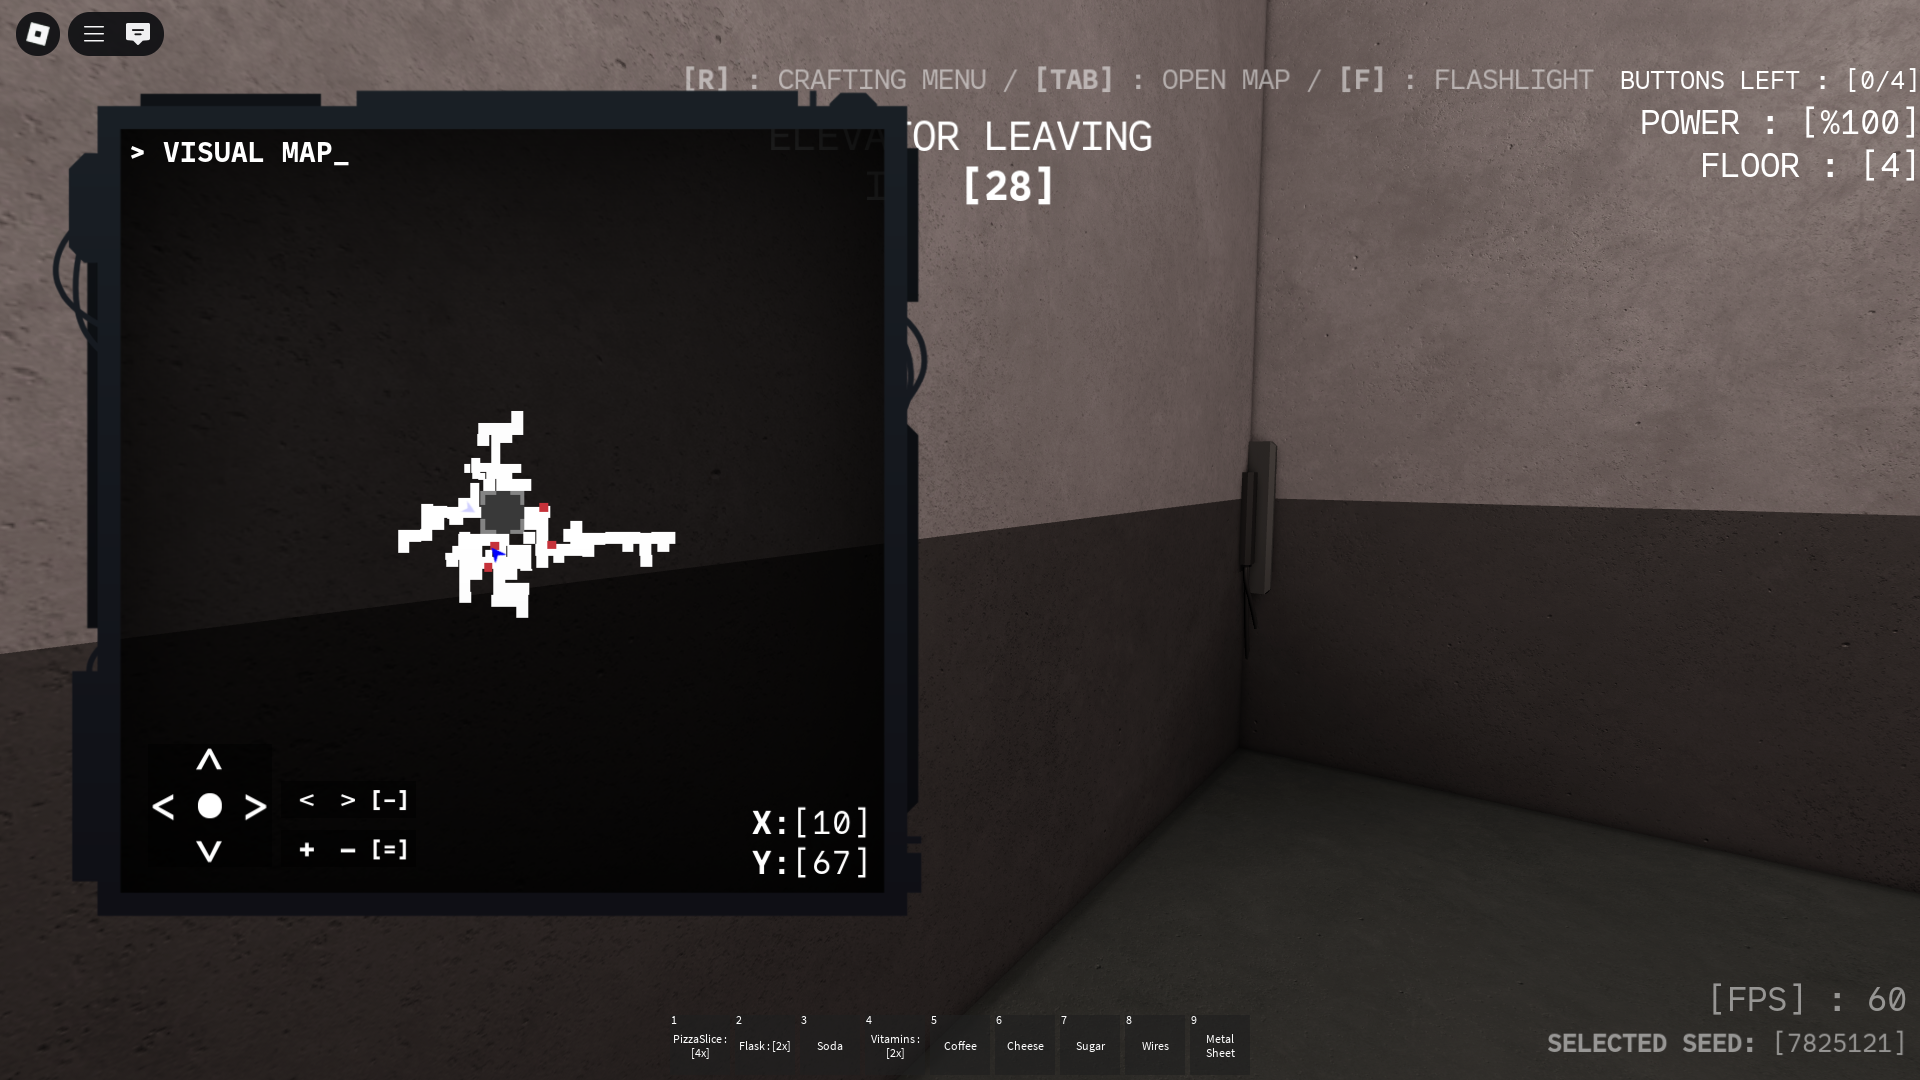 [R] : CRAFTING MENU / [TAB] : OPEN MAP / [F] : FLASHLIGHT
BUTTONS LEFT : [0/4]
POWER : [%100]
FLOOR : [4]
ELEVATOR LEAVING
[28]
> VISUAL MAP_
< > [-]
+ - [=]
X:[10]
Y:[67]
1
PizzaSlice :
[4x]
2
Flask : [2x]
3
Soda
4
Vitamins :
[2x]
5
Coffee
6
Cheese
7
Sugar
8
Wires
9
Metal
Sheet
[FPS] : 60
SELECTED SEED: [7825121]